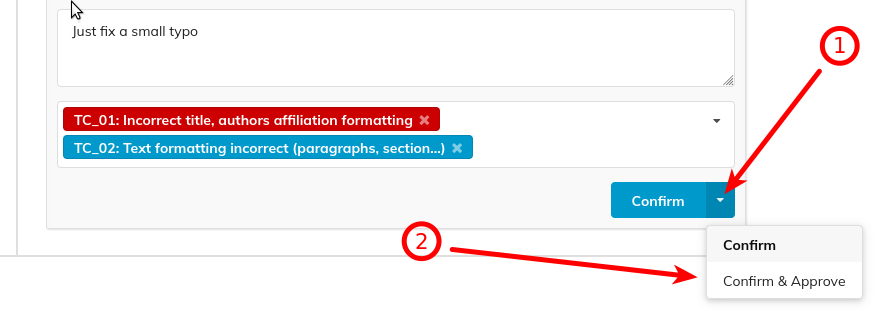 Just fix a small typo
1
TC_01: Incorrect title, authors affiliation formatting ×
TC_02: Text formatting incorrect (paragraphs, section...) ×
Confirm
2
Confirm
Confirm & Approve